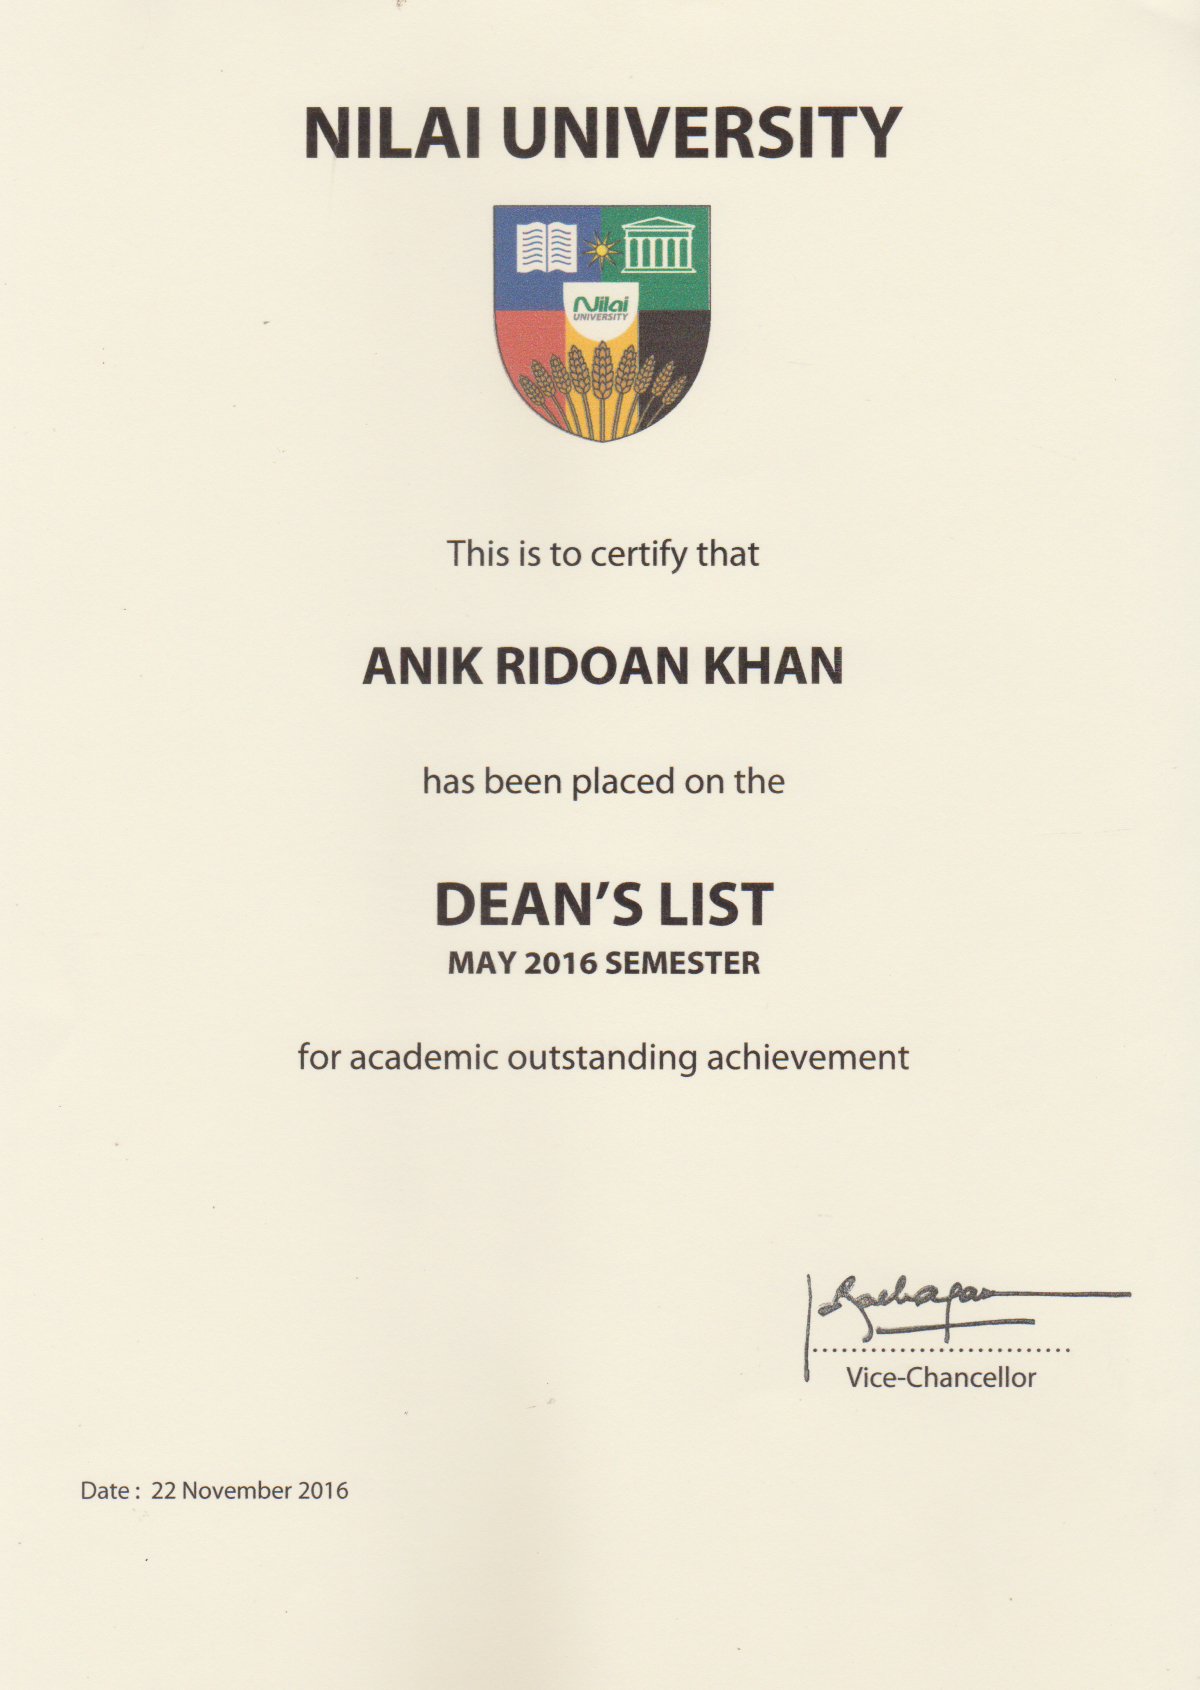 NILAI UNIVERSITY
Nilai
UNIVERSITY
This is to certify that
ANIK RIDOAN KHAN
has been placed on the
DEAN'S LIST
MAY 2016 SEMESTER
for academic outstanding achievement
Vice-Chancellor
Date : 22 November 2016